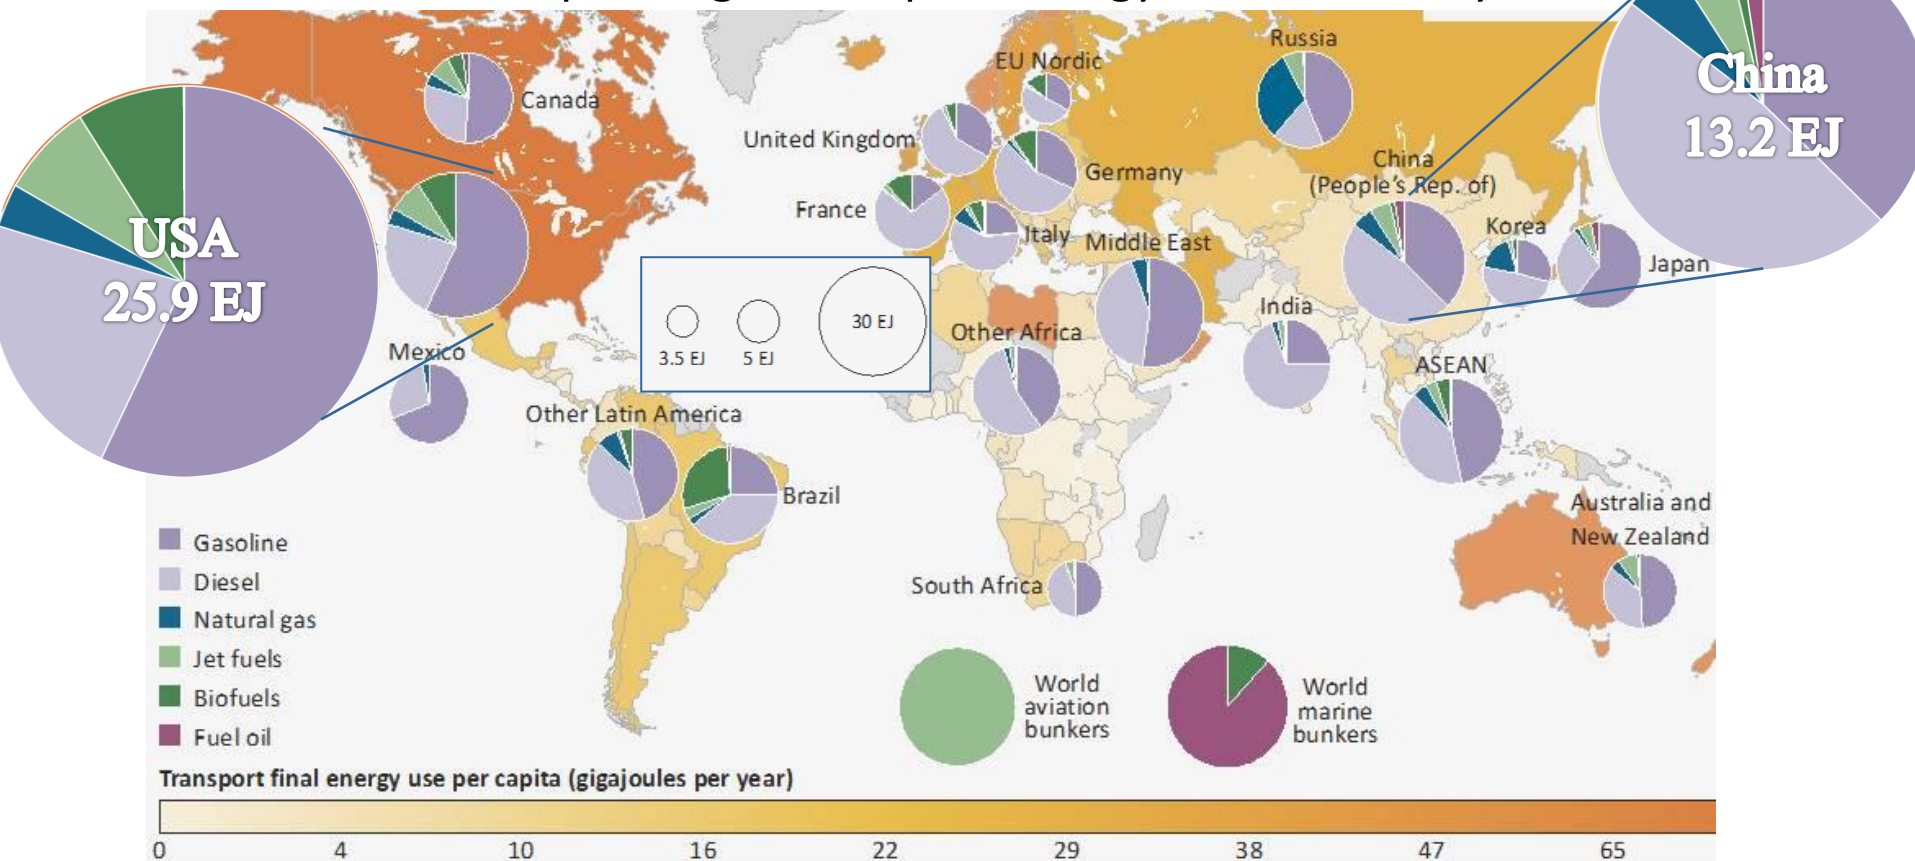 Russia
EU Nordic
Canada
United Kingdom
Germany
France
Italy
Middle East
China
(People's Rep. of)
Korea
Japan
China
13.2 EJ
USA
25.9 EJ
3.5 EJ
5 EJ
30 EJ
Other Africa
India
Mexico
ASEAN
Other Latin America
Brazil
South Africa
Australia and
New Zealand
Gasoline
Diesel
Natural gas
Jet fuels
Biofuels
Fuel oil
World
aviation
bunkers
World
marine
bunkers
Transport final energy use per capita (gigajoules per year)
0 4 10 16 22 29 38 47 65